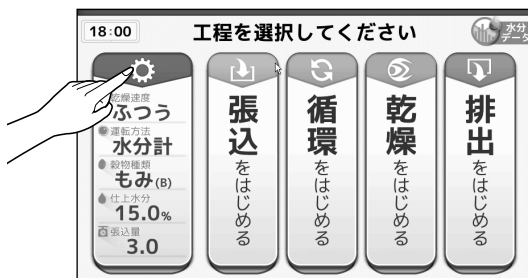 18:00
工程を選択してください
水分
データ
乾燥速度
ふつう
運転方法
水分計
穀物種類
もみ(B)
仕上水分
15.0%
張込量
3.0
張込をはじめる
循環をはじめる
乾燥をはじめる
排出をはじめる